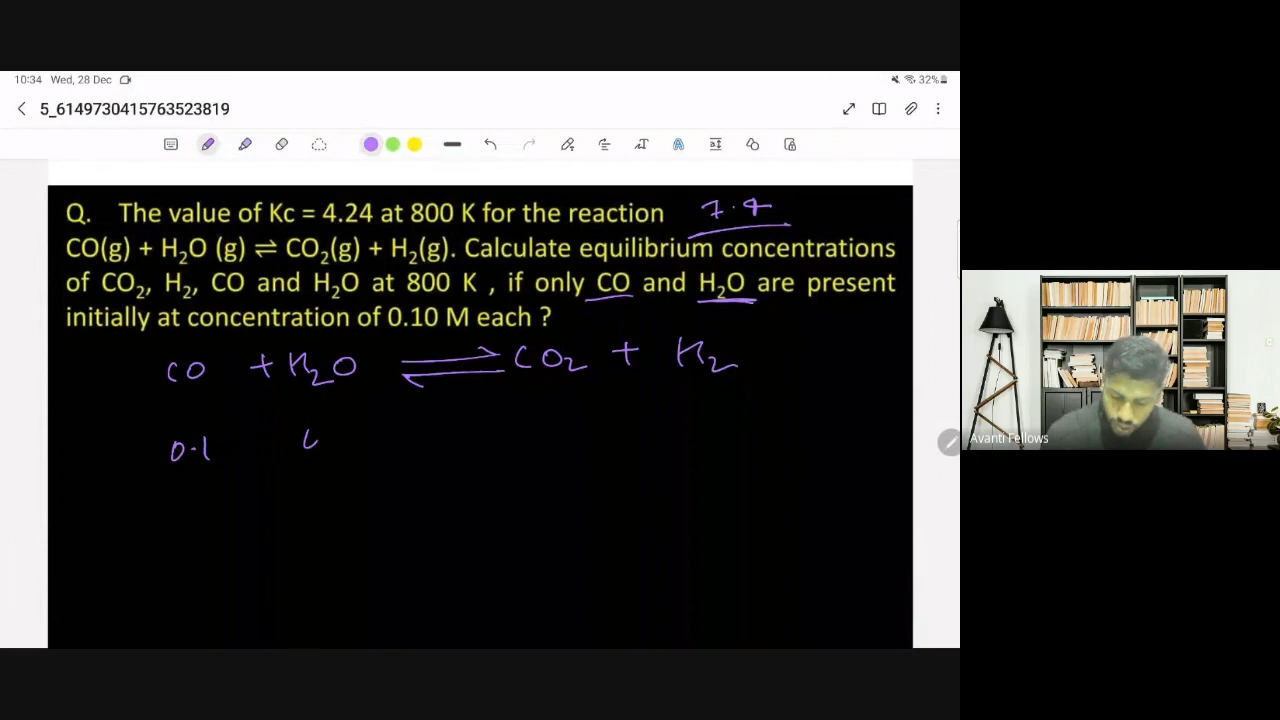 10:34 Wed, 28 Dec
32%
5_6149730415763523819
Q. The value of Kc = 4.24 at 800 K for the reaction
7.4
CO(g) + H₂O (g) ⇌ CO₂(g) + H₂(g). Calculate equilibrium concentrations
of CO₂, H₂, CO and H₂O at 800 K , if only CO and H₂O are present
initially at concentration of 0.10 M each ?
CO + H₂O ⇌ CO₂ + H₂
0.1
Avanti Fellows